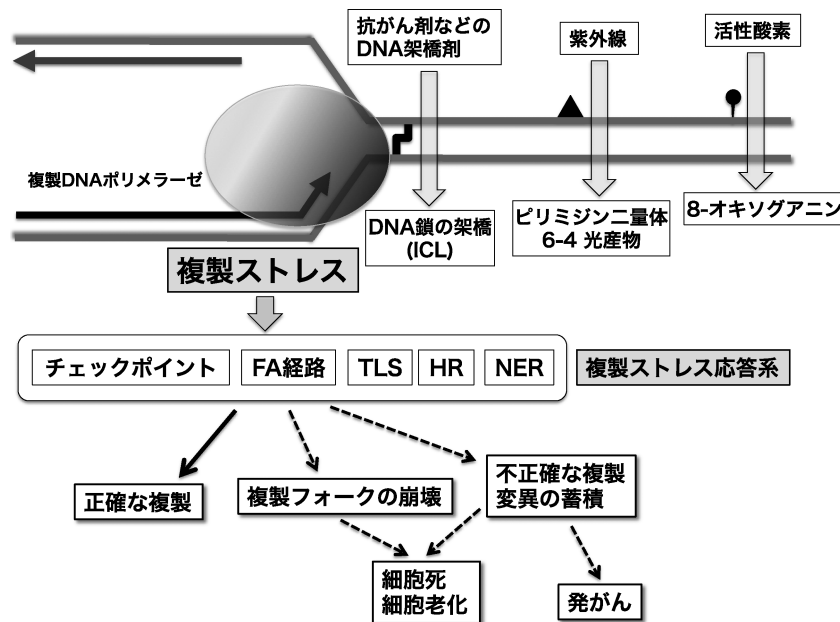 抗がん剤などの
DNA架橋剤
紫外線
活性酸素
複製DNAポリメラーゼ
DNA鎖の架橋
(ICL)
ピリミジン二量体
6-4 光産物
8-オキソグアニン
複製ストレス
チェックポイント
FA経路
TLS
HR
NER
複製ストレス応答系
正確な複製
複製フォークの崩壊
不正確な複製
変異の蓄積
細胞死
細胞老化
発がん